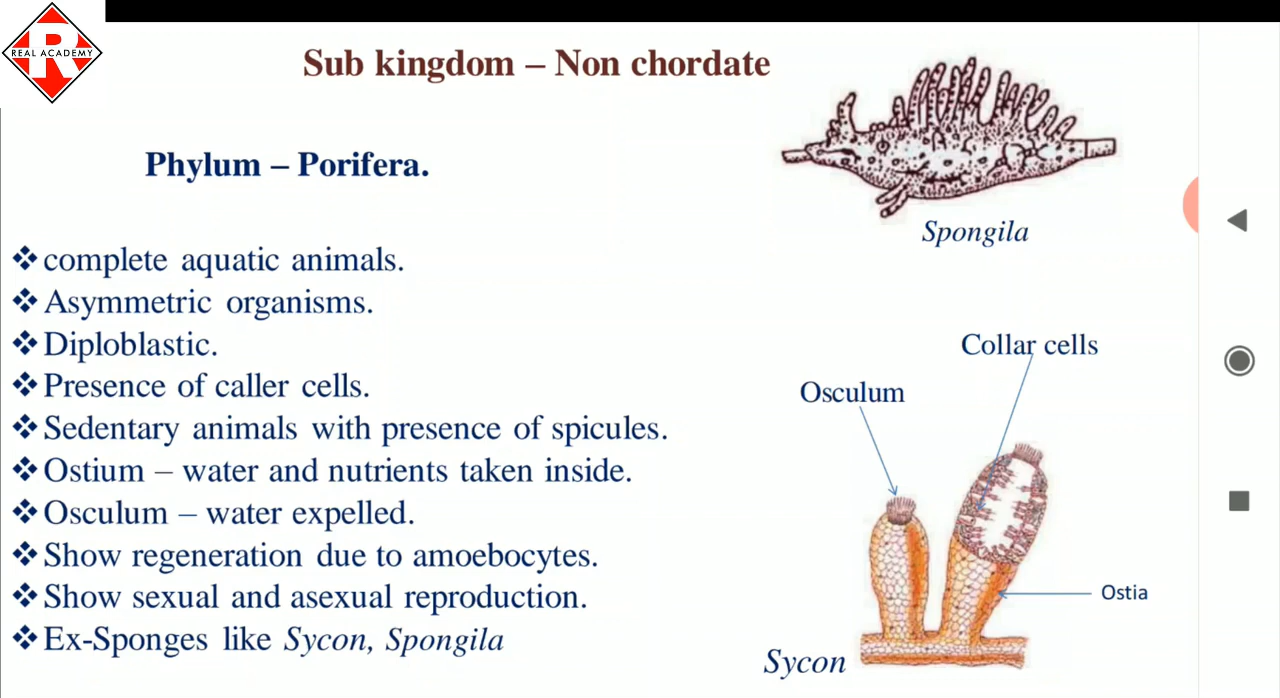 REAL ACADEMY
Sub kingdom – Non chordate
Phylum – Porifera.
Spongila
❖ complete aquatic animals.
❖ Asymmetric organisms.
❖ Diploblastic.
❖ Presence of caller cells.
❖ Sedentary animals with presence of spicules.
❖ Ostium – water and nutrients taken inside.
❖ Osculum – water expelled.
❖ Show regeneration due to amoebocytes.
❖ Show sexual and asexual reproduction.
❖ Ex-Sponges like Sycon, Spongila
Collar cells
Osculum
Ostia
Sycon